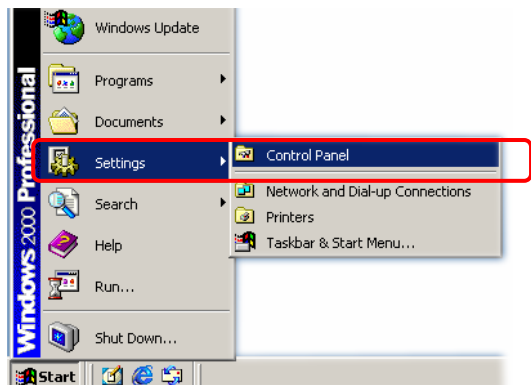 Windows Update
Programs
Documents
Settings
Search
Help
Run...
Shut Down...
Control Panel
Network and Dial-up Connections
Printers
Taskbar & Start Menu...
Windows 2000 Professional
Start